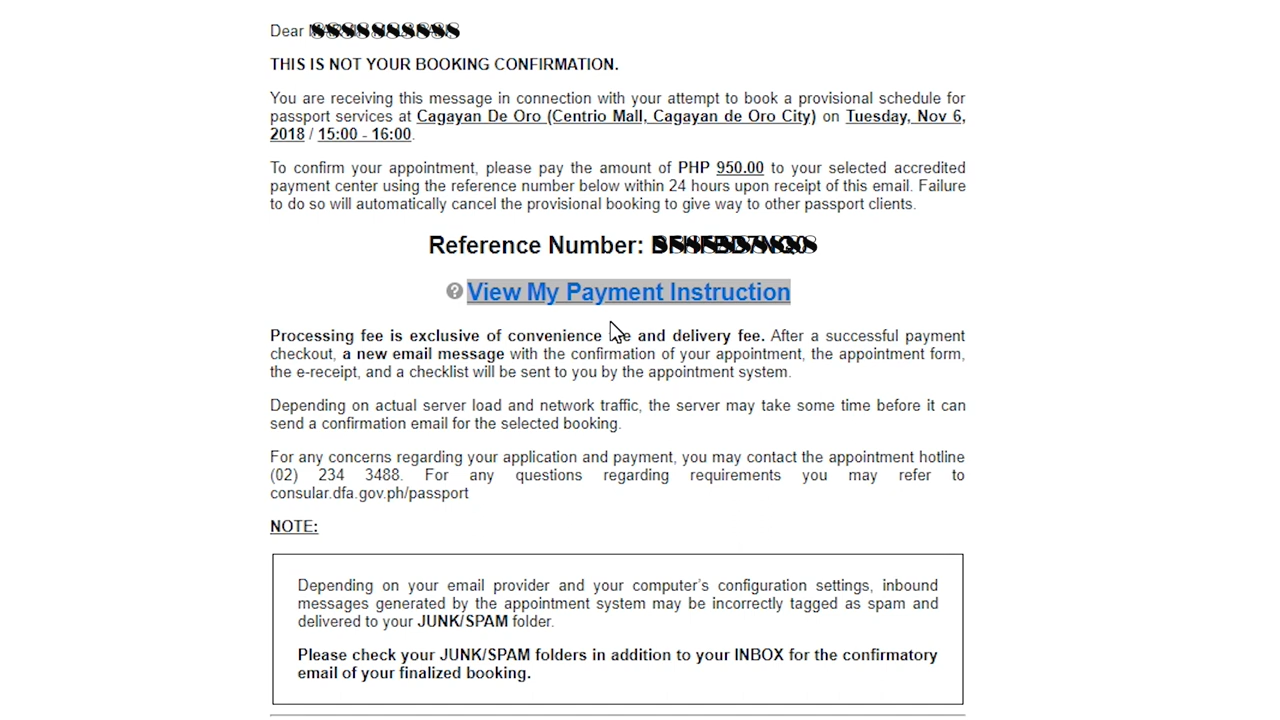 Dear
THIS IS NOT YOUR BOOKING CONFIRMATION.
You are receiving this message in connection with your attempt to book a provisional schedule for
passport services at Cagayan De Oro (Centrio Mall, Cagayan de Oro City) on Tuesday, Nov 6,
2018 / 15:00 - 16:00.
To confirm your appointment, please pay the amount of PHP 950.00 to your selected accredited
payment center using the reference number below within 24 hours upon receipt of this email. Failure
to do so will automatically cancel the provisional booking to give way to other passport clients.
Reference Number:
View My Payment Instruction
Processing fee is exclusive of convenience fee and delivery fee. After a successful payment
checkout, a new email message with the confirmation of your appointment, the appointment form,
the e-receipt, and a checklist will be sent to you by the appointment system.
Depending on actual server load and network traffic, the server may take some time before it can
send a confirmation email for the selected booking.
For any concerns regarding your application and payment, you may contact the appointment hotline
(02) 234 3488. For any questions regarding requirements you may refer to
consular.dfa.gov.ph/passport
NOTE:
Depending on your email provider and your computer's configuration settings, inbound
messages generated by the appointment system may be incorrectly tagged as spam and
delivered to your JUNK/SPAM folder.
Please check your JUNK/SPAM folders in addition to your INBOX for the confirmatory
email of your finalized booking.